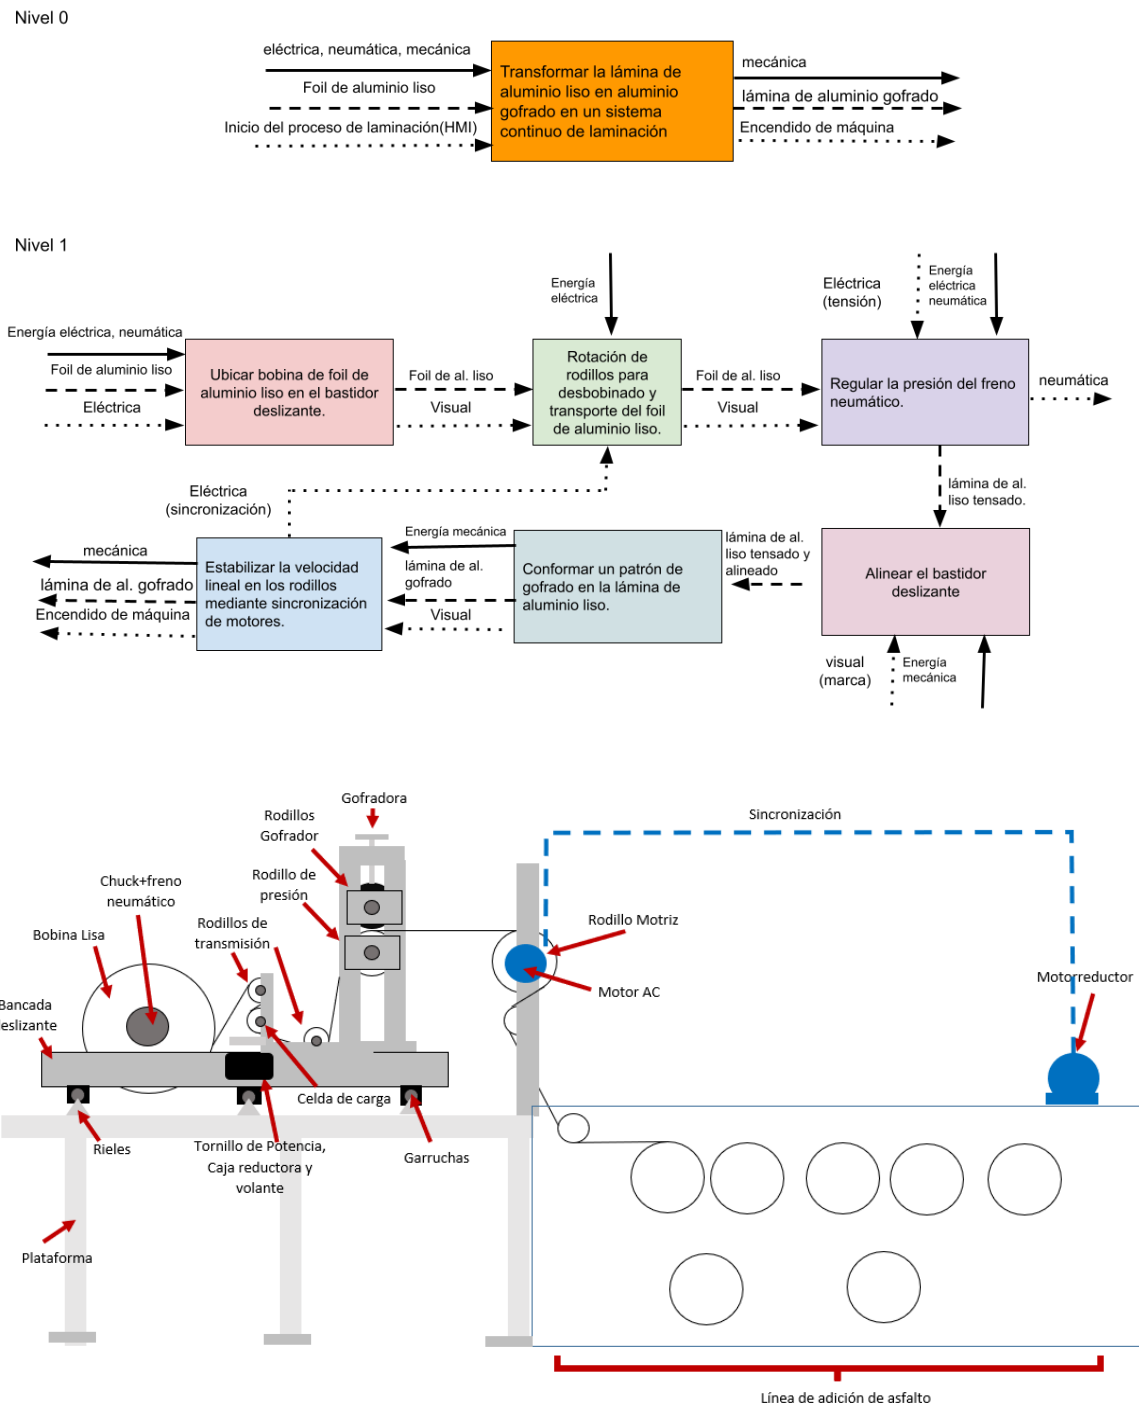 Nivel 0
eléctrica, neumática, mecánica
Foil de aluminio liso
Inicio del proceso de laminación(HMI)
Transformar la lámina de
aluminio liso en aluminio
gofrado en un sistema
continuo de laminación
mecánica
lámina de aluminio gofrado
Encendido de máquina
Nivel 1
Energía eléctrica, neumática
Foil de aluminio liso
Eléctrica
Ubicar bobina de foil de
aluminio liso en el bastidor
deslizante.
Foil de al. liso
Visual
Energía
eléctrica
Rotación de
rodillos para
desbobinado y
transporte del foil
de aluminio liso.
Foil de al. liso
Visual
Eléctrica
(tensión)
Energía
eléctrica
neumática
Regular la presión del freno
neumático.
neumática
lámina de al.
liso tensado.
Alinear el bastidor
deslizante
visual
(marca)
Energía
mecánica
lámina de al.
liso tensado y
alineado
Conformar un patrón de
gofrado en la lámina de
aluminio liso.
Energía mecánica
lámina de al.
gofrado
Visual
Eléctrica
(sincronización)
Estabilizar la velocidad
lineal en los rodillos
mediante sincronización
de motores.
mecánica
lámina de al. gofrado
Encendido de máquina
Gofradora
Rodillos
Gofrador
Rodillo de
presión
Chuck+freno
neumático
Rodillos de
transmisión
Bobina Lisa
Bancada
deslizante
Sincronización
Rodillo Motriz
Motor AC
Motorreductor
Celda de carga
Rieles
Tornillo de Potencia,
Caja reductora y
volante
Garruchas
Plataforma
Línea de adición de asfalto